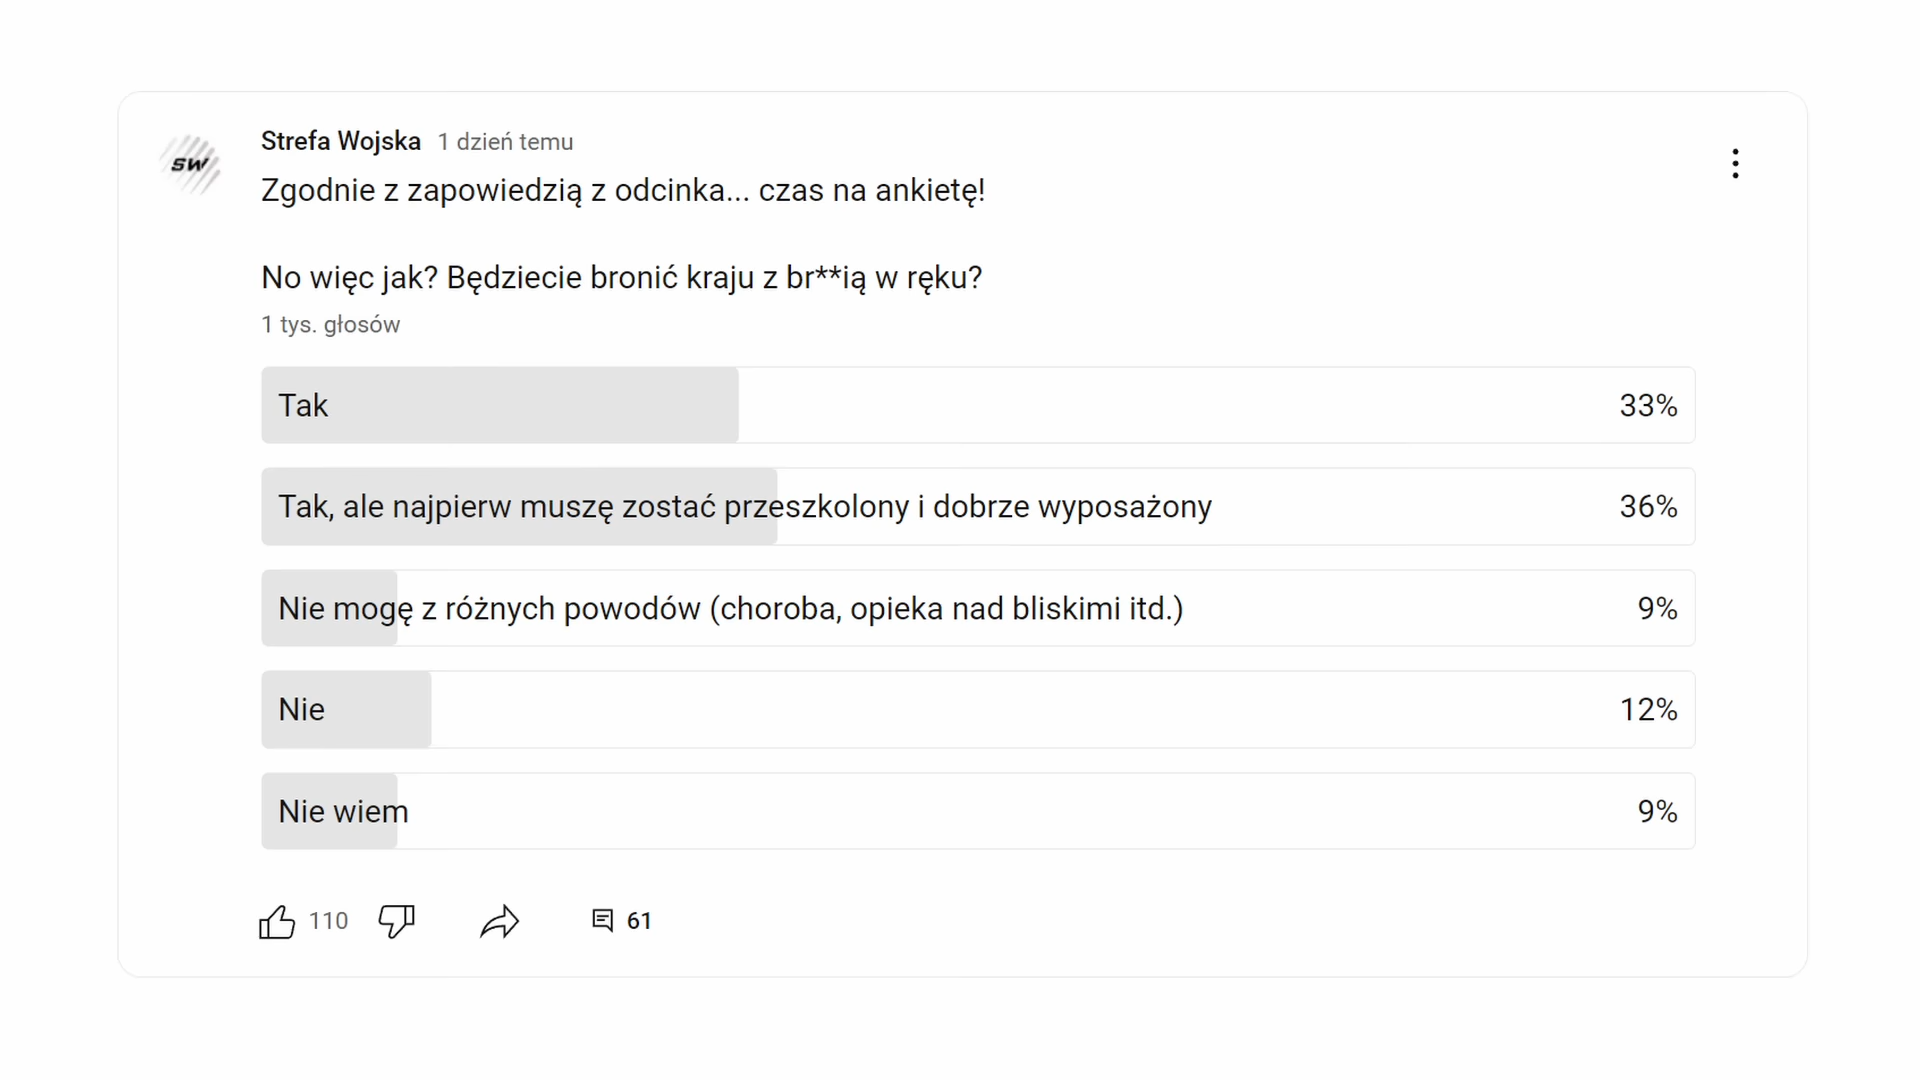 SW
Strefa Wojska 1 dzień temu
Zgodnie z zapowiedzią z odcinka... czas na ankietę!
No więc jak? Będziecie bronić kraju z br**ią w ręku?
1 tys. głosów
Tak 33%
Tak, ale najpierw muszę zostać przeszkolony i dobrze wyposażony 36%
Nie mogę z różnych powodów (choroba, opieka nad bliskimi itd.) 9%
Nie 12%
Nie wiem 9%
110 61